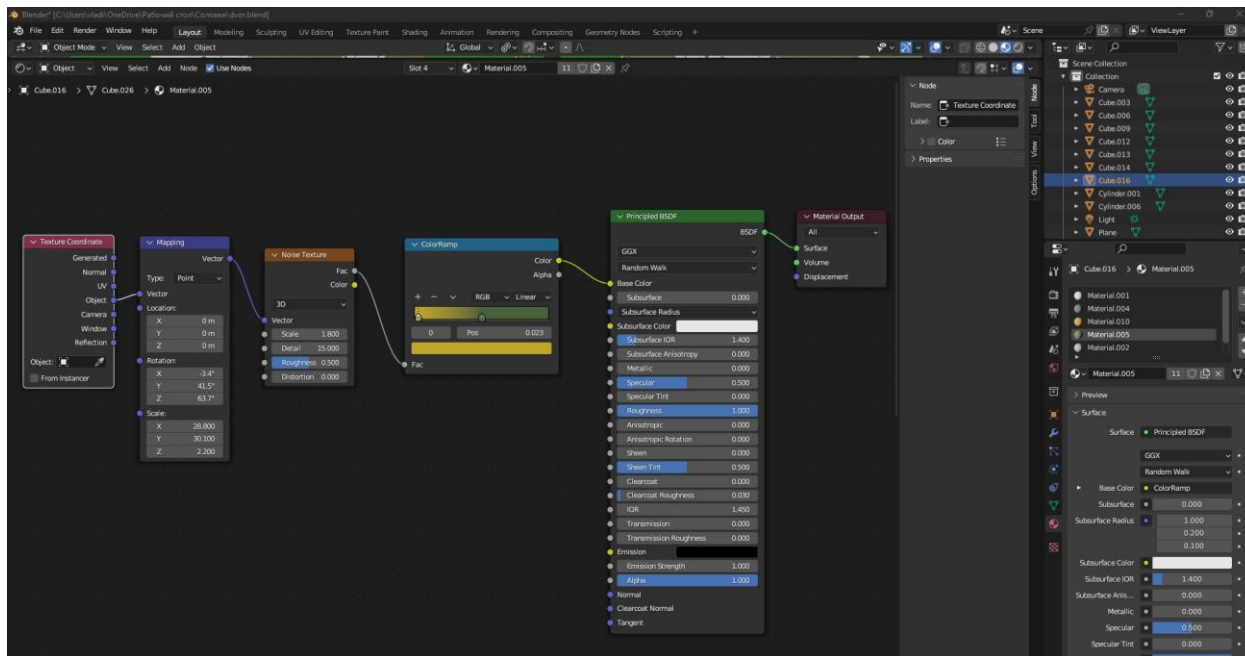 Blender* [C:\Users\vladi\OneDrive\Рабочий стол\Соловки\dvor.blend]
File Edit Render Window Help Layout Modeling Sculpting UV Editing Texture Paint Shading Animation Rendering Compositing Geometry Nodes Scripting + Scene ViewLayer
Object Mode View Select Add Object Global
Object View Select Add Node Use Nodes Slot 4 Material.005 11
Cube.016 > Cube.026 > Material.005
Node
Name: Texture Coordinate
Label:
Color
Properties
Node
Tool
View
Options
Scene Collection
Collection
Camera
Cube.003
Cube.006
Cube.009
Cube.012
Cube.013
Cube.014
Cube.016
Cylinder.001
Cylinder.006
Light
Plane
Texture Coordinate
Generated
Normal
UV
Object
Camera
Window
Reflection
Object:
From Instancer
Mapping
Vector
Type: Point
Vector
Location:
X 0 m
Y 0 m
Z 0 m
Rotation:
X -3.4°
Y 41.5°
Z 63.7°
Scale:
X 28.800
Y 30.100
Z 2.200
Noise Texture
Fac
Color
3D
Vector
Scale 1.800
Detail 15.000
Roughness 0.500
Distortion 0.000
ColorRamp
Color
Alpha
+ − RGB Linear
0 Pos 0.023
Fac
Principled BSDF
BSDF
GGX
Random Walk
Base Color
Subsurface 0.000
Subsurface Radius
Subsurface Color
Subsurface IOR 1.400
Subsurface Anisotropy 0.000
Metallic 0.000
Specular 0.500
Specular Tint 0.000
Roughness 1.000
Anisotropic 0.000
Anisotropic Rotation 0.000
Sheen 0.000
Sheen Tint 0.500
Clearcoat 0.000
Clearcoat Roughness 0.030
IOR 1.450
Transmission 0.000
Transmission Roughness 0.000
Emission
Emission Strength 1.000
Alpha 1.000
Normal
Clearcoat Normal
Tangent
Material Output
All
Surface
Volume
Displacement
Cube.016 > Material.005
Material.001
Material.004
Material.010
Material.005
Material.002
Material.005 11
Preview
Surface
Surface Principled BSDF
GGX
Random Walk
Base Color ColorRamp
Subsurface 0.000
Subsurface Radius 1.000
0.200
0.100
Subsurface Color
Subsurface IOR 1.400
Subsurface Anis... 0.000
Metallic 0.000
Specular 0.500
Specular Tint 0.000